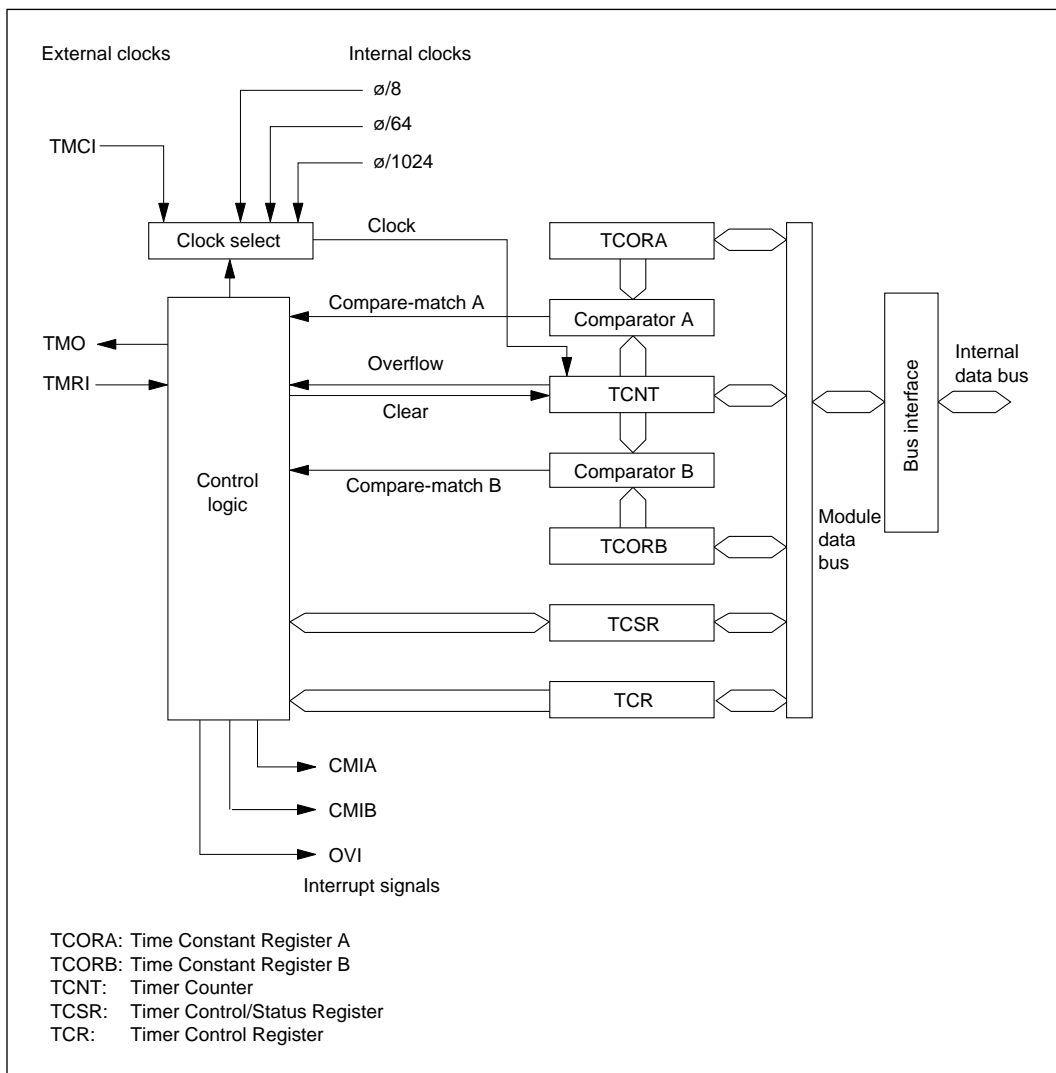 External clocks
Internal clocks
ø/8
ø/64
TMCI
ø/1024
Clock select
Clock
TCORA
Compare-match A
Comparator A
TMO
TMRI
Overflow
TCNT
Clear
Internal
data bus
Bus interface
Control
logic
Compare-match B
Comparator B
TCORB
Module
data
bus
TCSR
TCR
CMIA
CMIB
OVI
Interrupt signals
TCORA: Time Constant Register A
TCORB: Time Constant Register B
TCNT: Timer Counter
TCSR: Timer Control/Status Register
TCR: Timer Control Register